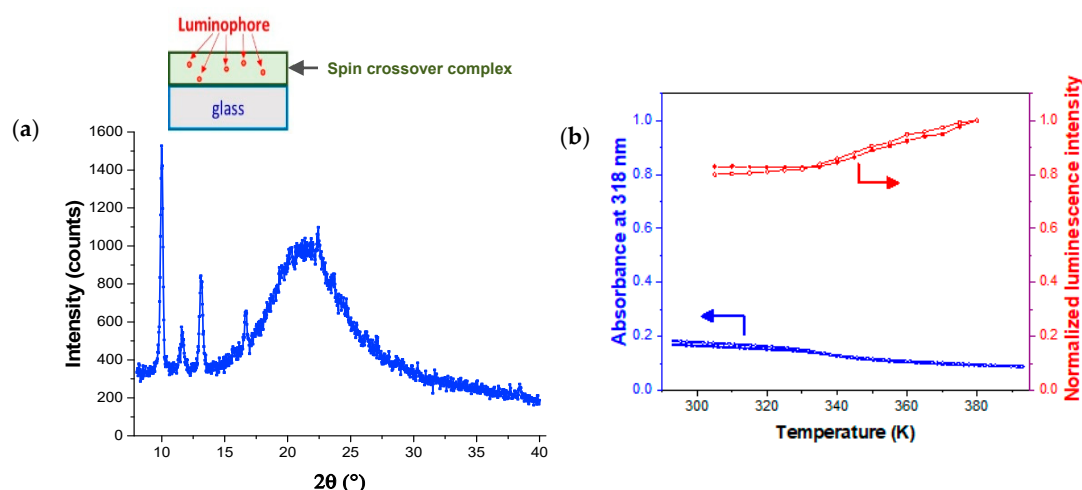 Luminophore
Spin crossover complex
glass
(a)
1600
1400
1200
1000
800
600
400
200
0
Intensity (counts)
10 15 20 25 30 35 40
2θ (°)
(b)
1.0
0.8
0.6
0.4
0.2
0.0
Absorbance at 318 nm
1.0
0.8
0.6
0.4
0.2
0.0
Normalized luminescence intensity
300 320 340 360 380
Temperature (K)